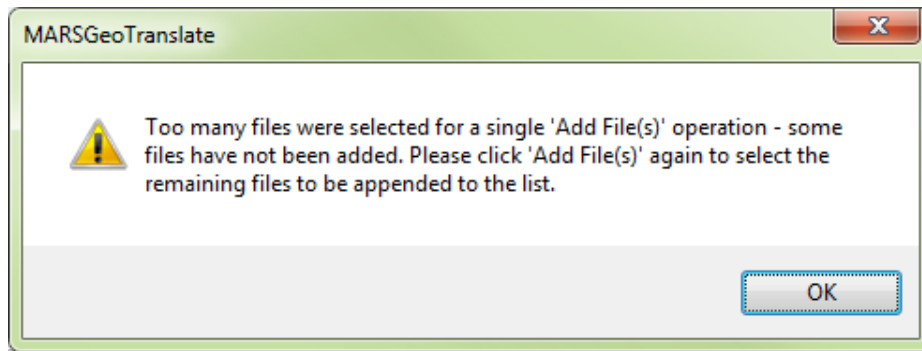 MARSGeoTranslate
Too many files were selected for a single 'Add File(s)' operation - some
files have not been added. Please click 'Add File(s)' again to select the
remaining files to be appended to the list.
OK